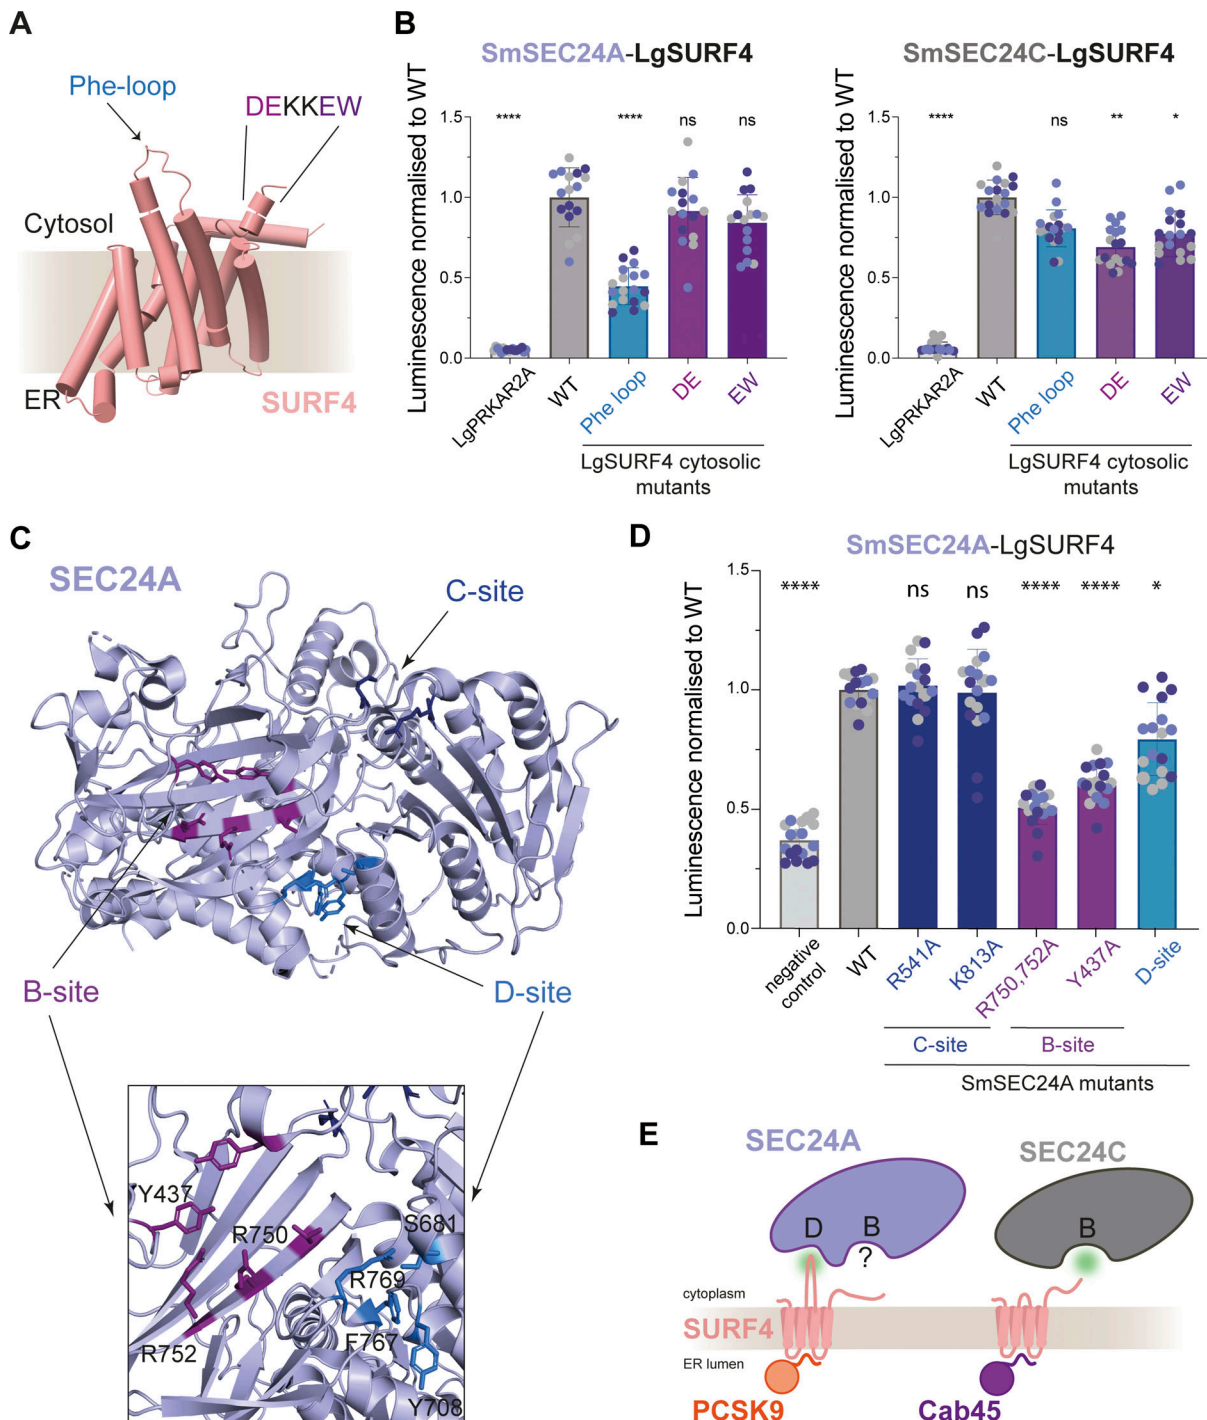 A
Phe-loop
DEKKEW
Cytosol
ER
SURF4
B
SmSEC24A-LgSURF4
Luminescence normalised to WT
1.5
1.0
0.5
0.0
****
****
ns
ns
LgPRKAR2A
WT
Phe loop
DE
EW
LgSURF4 cytosolic
mutants
SmSEC24C-LgSURF4
Luminescence normalised to WT
1.5
1.0
0.5
0.0
****
ns
**
*
LgPRKAR2A
WT
Phe loop
DE
EW
LgSURF4 cytosolic
mutants
C
SEC24A
C-site
B-site
D-site
Y437
R750
S681
R769
F767
R752
Y708
D
SmSEC24A-LgSURF4
Luminescence normalised to WT
1.5
1.0
0.5
0.0
****
ns
ns
****
****
*
negative
control
WT
R541A
K813A
R750,752A
Y437A
D-site
C-site
B-site
SmSEC24A mutants
E
SEC24A
SEC24C
D
B
?
B
cytoplasm
SURF4
ER lumen
PCSK9
Cab45